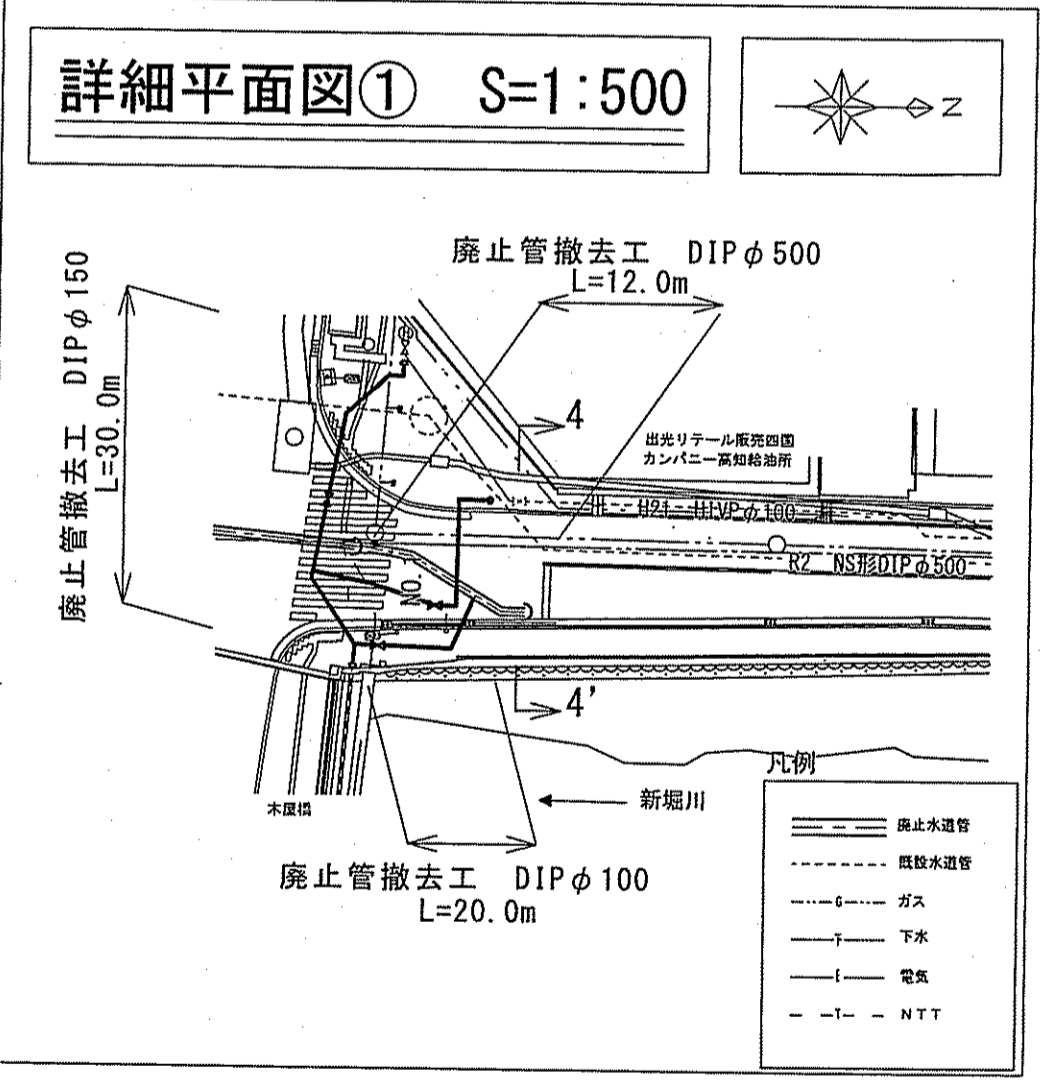 詳細平面図① S=1:500
N
廃止管撤去工 DIPφ500
L=12.0m
廃止管撤去工 DIPφ150
L=30.0m
4
出光リテール販売四国
カンパニー高知給油所
H21 HIVPφ100
R2 NS形DIPφ500
NO.
4'
凡例
木屋橋
新堀川
廃止管撤去工 DIPφ100
L=20.0m
廃止水道管
既設水道管
G ガス
下水
E 電気
T NTT